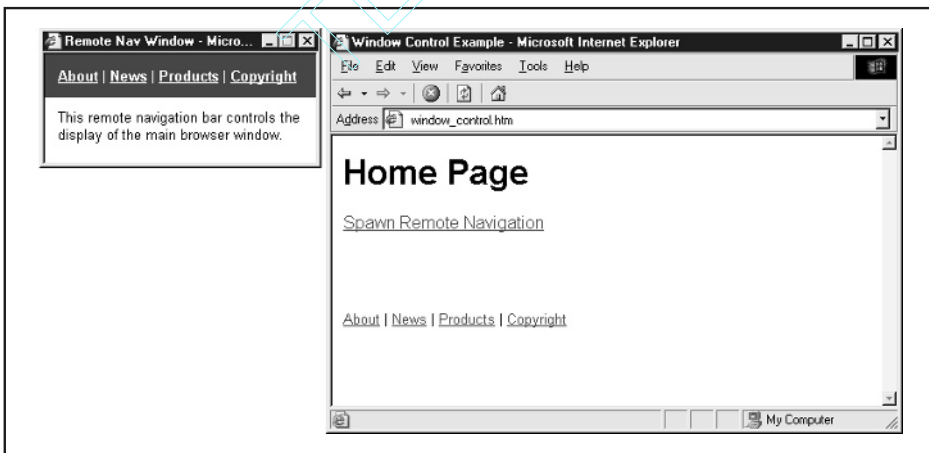 Remote Nav Window - Micro...
About | News | Products | Copyright
This remote navigation bar controls the
display of the main browser window.
Window Control Example - Microsoft Internet Explorer
File Edit View Favorites Tools Help
Address window_control.htm
Home Page
Spawn Remote Navigation
About | News | Products | Copyright
My Computer